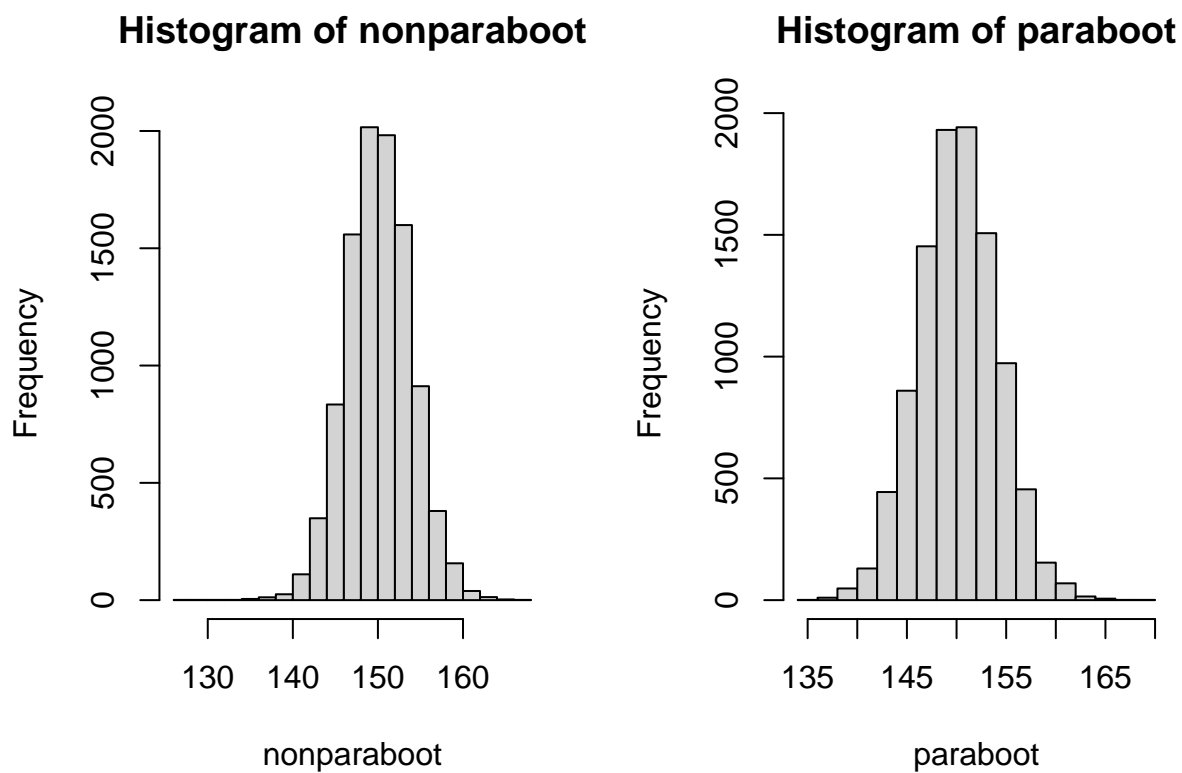 Histogram of nonparaboot
Frequency
2000
1500
1000
500
0
130 140 150 160
nonparaboot
Histogram of paraboot
Frequency
2000
1500
1000
500
0
135 145 155 165
paraboot